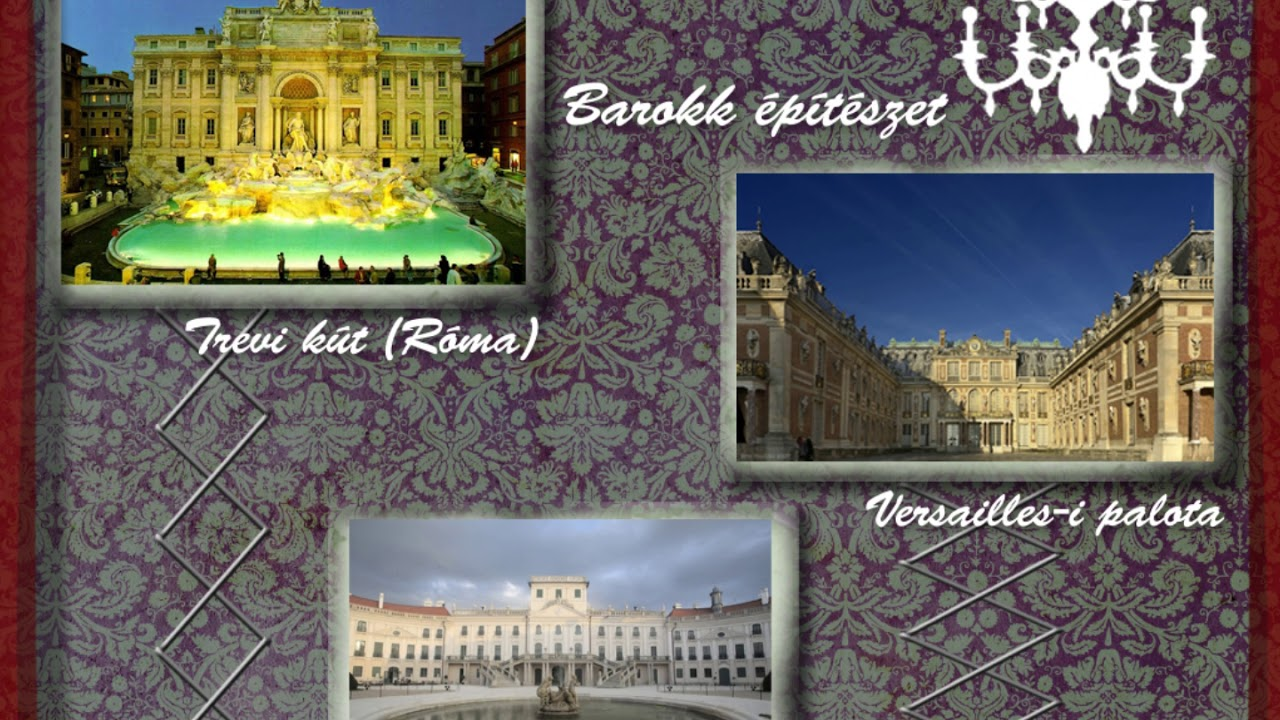 Barokk építészet
Trevi kút (Róma)
Versailles-i palota